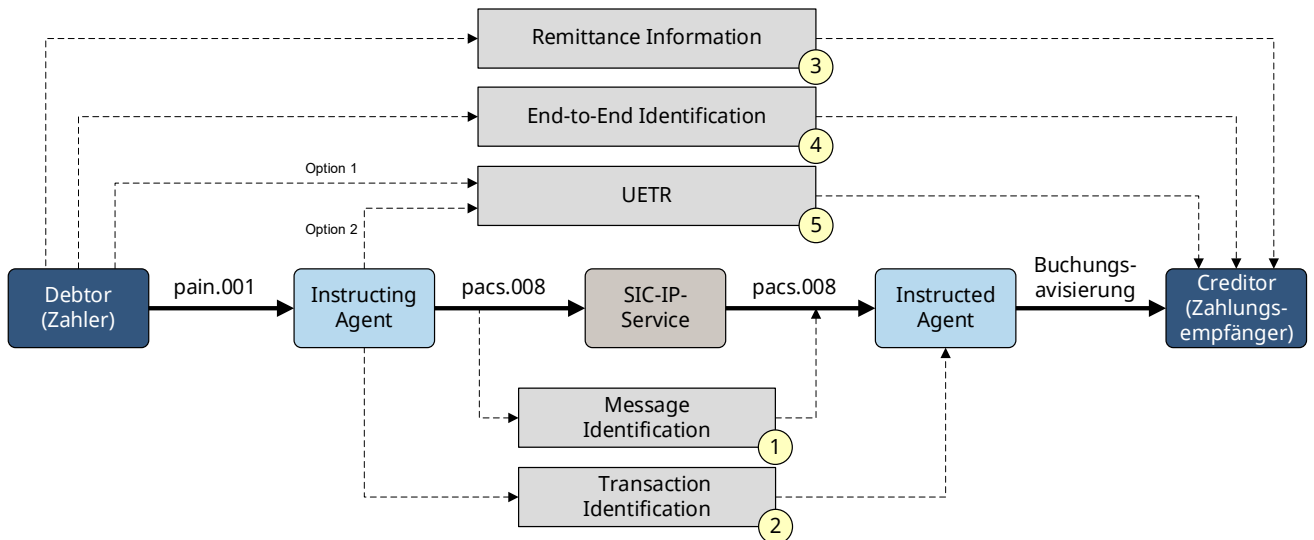 Remittance Information
3
End-to-End Identification
4
Option 1
UETR
5
Option 2
Debtor
(Zahler)
pain.001
Instructing
Agent
pacs.008
SIC-IP-
Service
pacs.008
Instructed
Agent
Buchungs-
avisierung
Creditor
(Zahlungs-
empfänger)
Message
Identification
1
Transaction
Identification
2